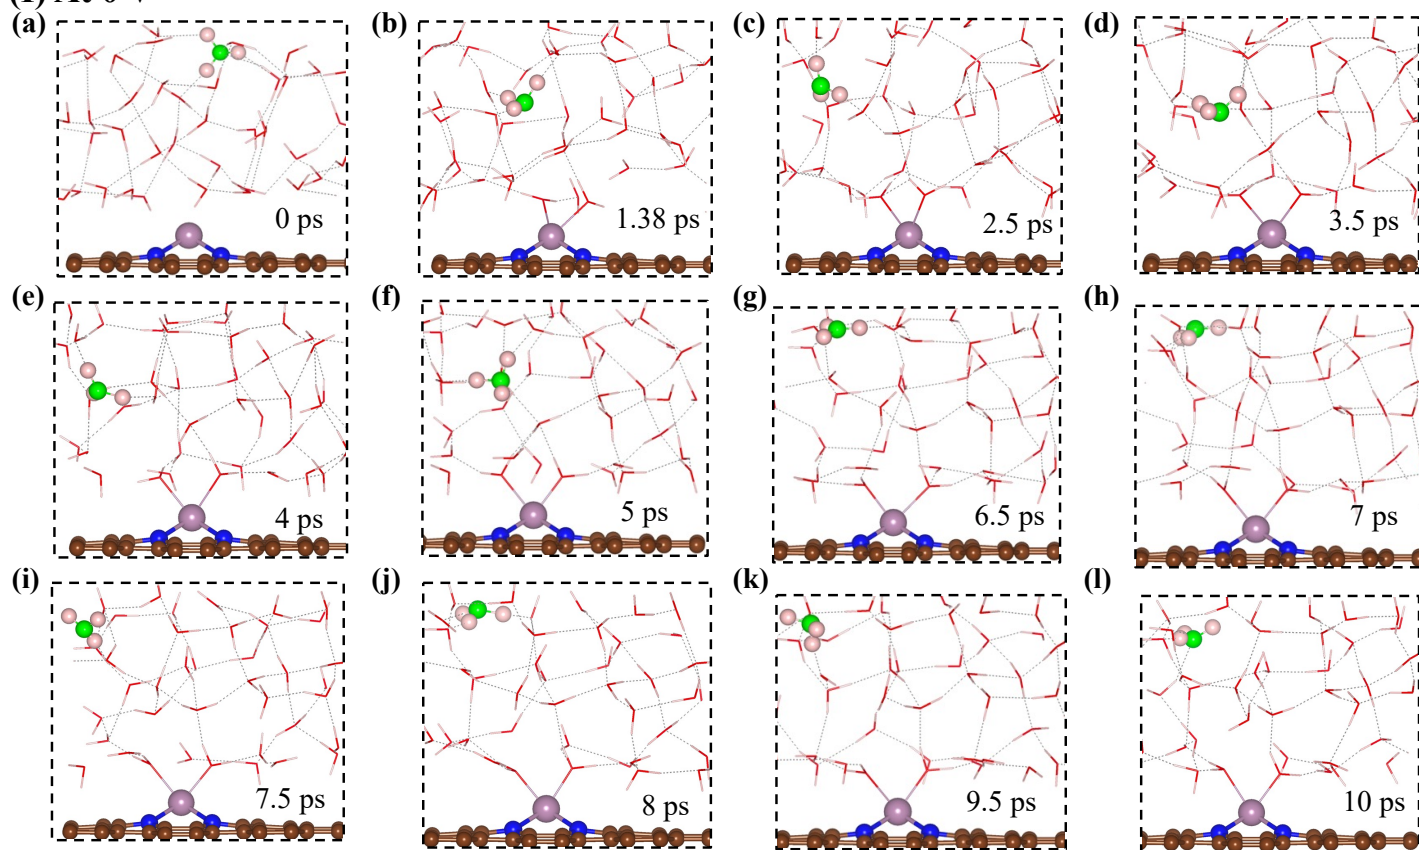 (a) (b) (c) (d)
0 ps 1.38 ps 2.5 ps 3.5 ps
(e) (f) (g) (h)
4 ps 5 ps 6.5 ps 7 ps
(i) (j) (k) (l)
7.5 ps 8 ps 9.5 ps 10 ps